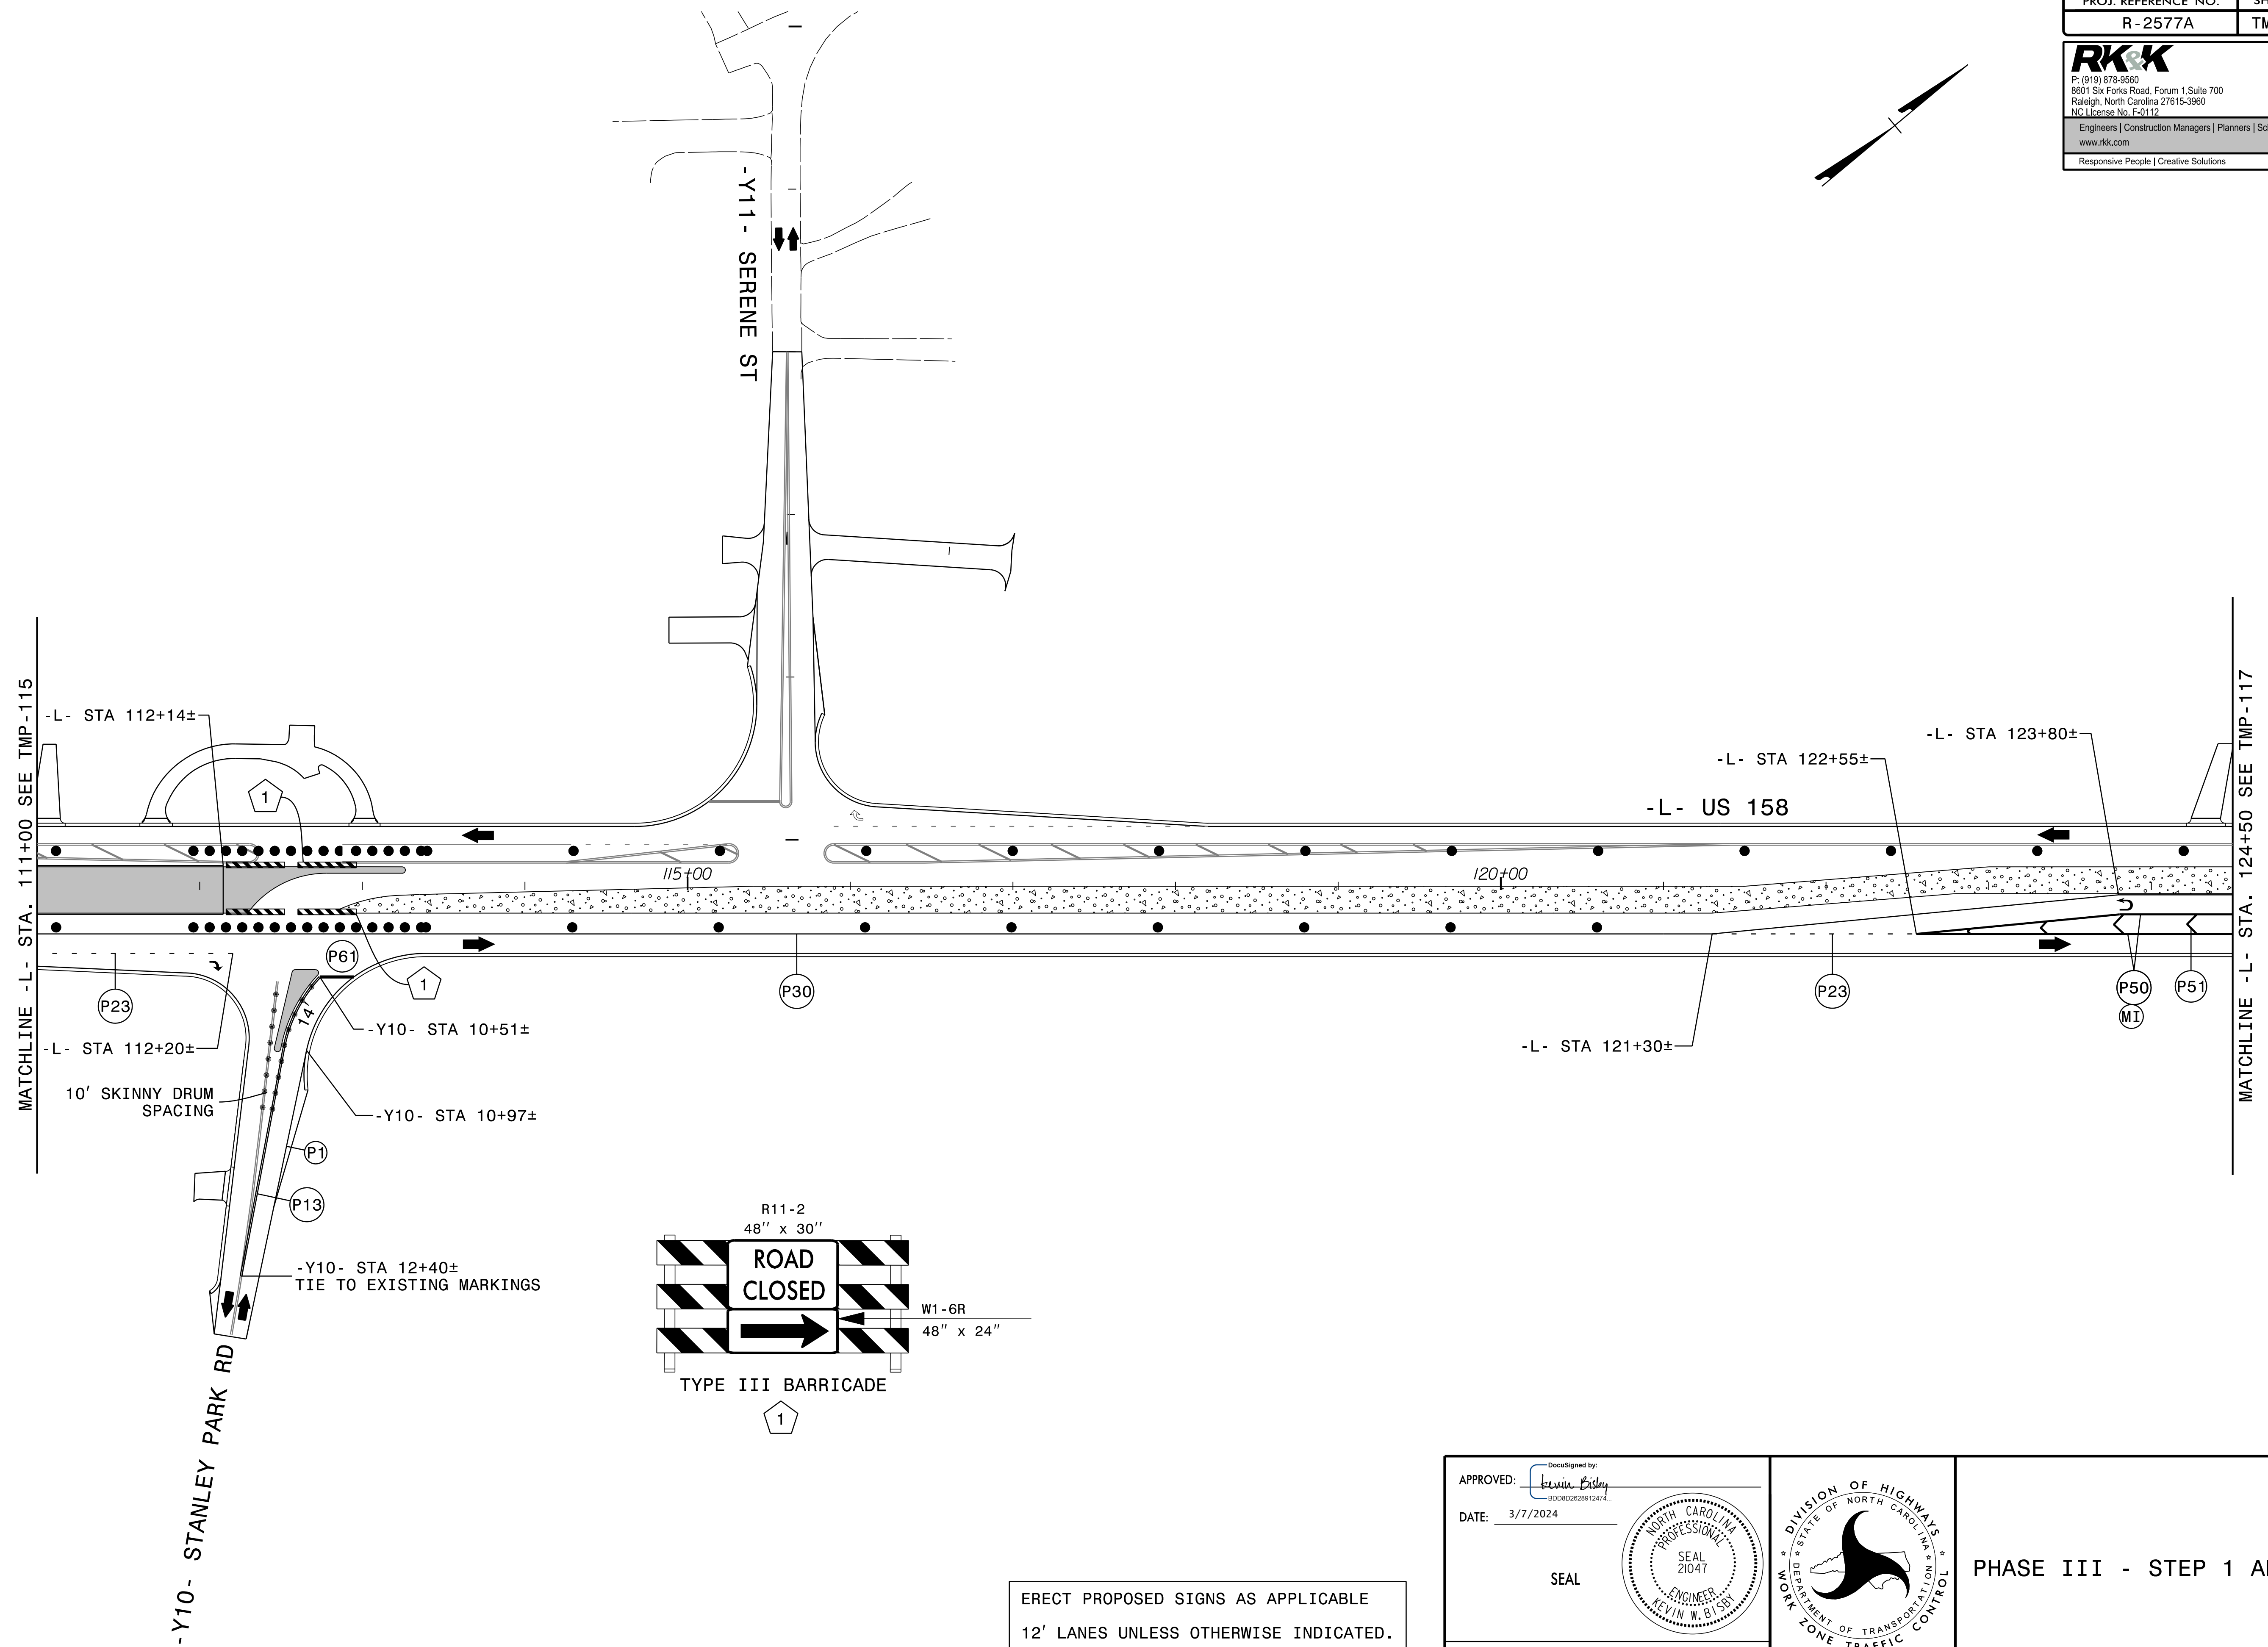 PROJ. REFERENCE NO.
R-2577A
RK&K
P: (919) 878-9560
8601 Six Forks Road, Forum 1,Suite 700
Raleigh, North Carolina 27615-3960
NC License No. F-0112
Engineers | Construction Managers | Planners |
www.rkk.com
Responsive People | Creative Solutions
-Y11- SERENE ST
MATCHLINE -L- STA. 111+00 SEE TMP-115
-L- STA 112+14±
1
-L- STA 123+80±
-L- STA 122+55±
-L- US 158
MATCHLINE -L- STA. 124+50 SEE TMP-117
115+00
120+00
P61
P23
1
P30
P23
P50
P51
MI
14'
-Y10- STA 10+51±
-L- STA 112+20±
-L- STA 121+30±
10' SKINNY DRUM
SPACING
-Y10- STA 10+97±
P1
P13
-Y10- STA 12+40±
TIE TO EXISTING MARKINGS
-Y10- STANLEY PARK RD
R11-2
48" x 30"
ROAD
CLOSED
W1-6R
48" x 24"
TYPE III BARRICADE
1
ERECT PROPOSED SIGNS AS APPLICABLE
12' LANES UNLESS OTHERWISE INDICATED.
APPROVED:
DocuSigned by:
Kevin Bisby
BDD8D2628912474...
DATE: 3/7/2024
SEAL
NORTH CAROLINA
PROFESSIONAL
SEAL
21047
ENGINEER
KEVIN W. BISBY
DIVISION OF HIGHWAYS
STATE OF NORTH CAROLINA
DEPARTMENT OF TRANSPORTATION
WORK ZONE TRAFFIC CONTROL
PHASE III - STEP 1